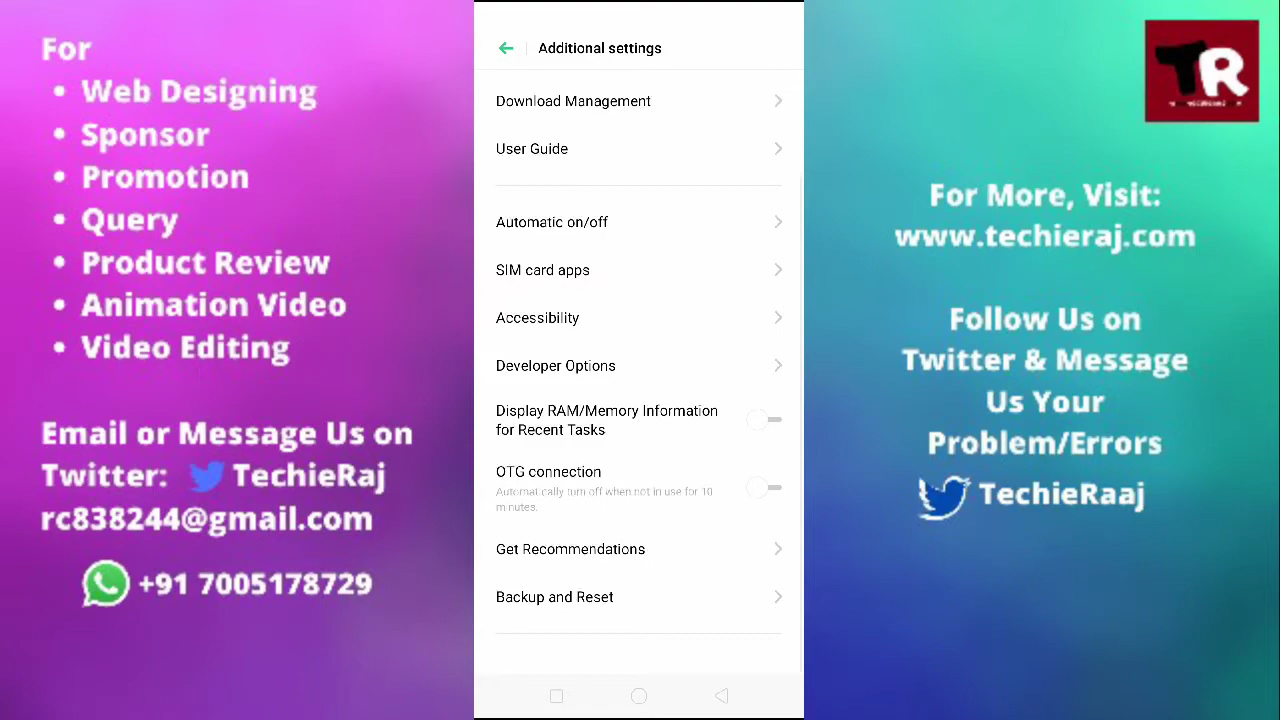 For
• Web Designing
• Sponsor
• Promotion
• Query
• Product Review
• Animation Video
• Video Editing
Email or Message Us on
Twitter: TechieRaj
rc838244@gmail.com
+91 7005178729
Additional settings
Download Management
User Guide
Automatic on/off
SIM card apps
Accessibility
Developer Options
Display RAM/Memory Information
for Recent Tasks
OTG connection
Automatically turn off when not in use for 10
minutes.
Get Recommendations
Backup and Reset
TR
For More, Visit:
www.techieraj.com
Follow Us on
Twitter & Message
Us Your
Problem/Errors
TechieRaaj